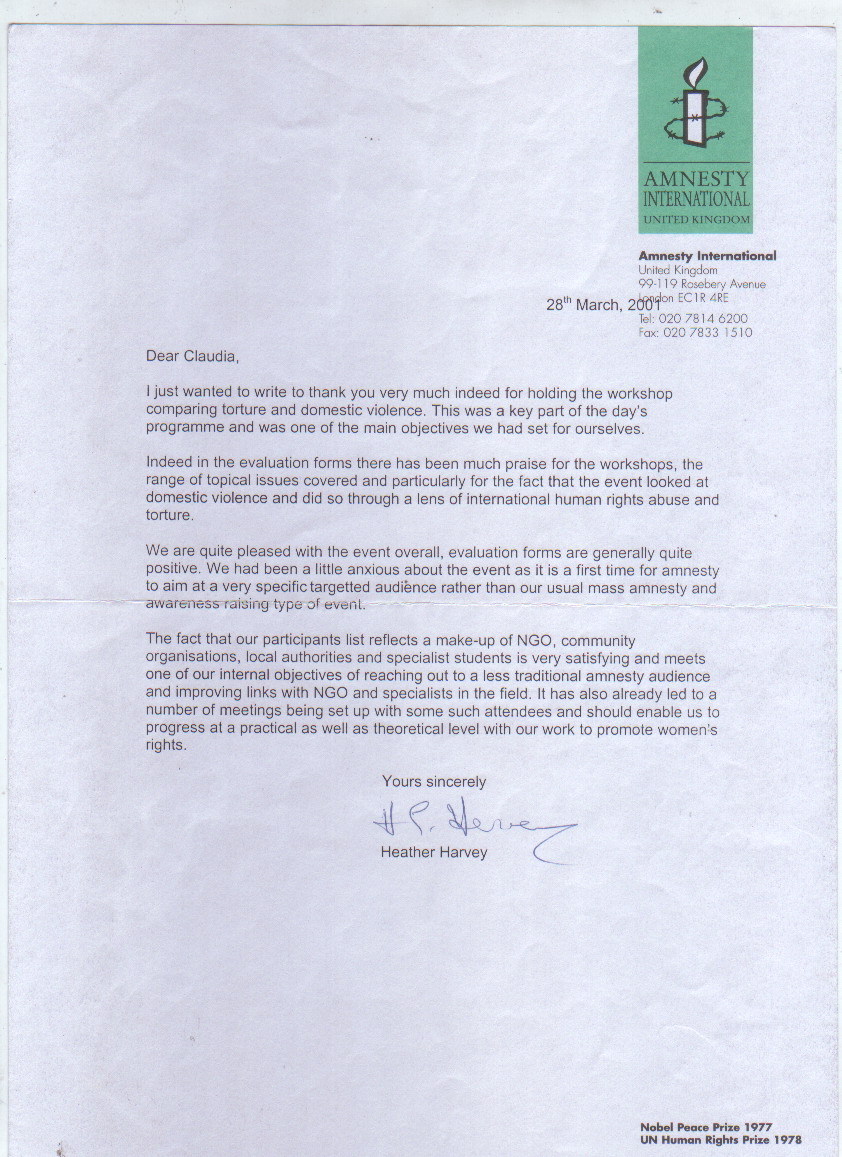 AMNESTY
INTERNATIONAL
UNITED KINGDOM
Amnesty International
United Kingdom
99-119 Rosebery Avenue
London EC1R 4RE
Tel: 020 7814 6200
Fax: 020 7833 1510
28th March, 2001
Dear Claudia,
I just wanted to write to thank you very much indeed for holding the workshop
comparing torture and domestic violence. This was a key part of the day's
programme and was one of the main objectives we had set for ourselves.
Indeed in the evaluation forms there has been much praise for the workshops, the
range of topical issues covered and particularly for the fact that the event looked at
domestic violence and did so through a lens of international human rights abuse and
torture.
We are quite pleased with the event overall, evaluation forms are generally quite
positive. We had been a little anxious about the event as it is a first time for amnesty
to aim at a very specific targetted audience rather than our usual mass amnesty and
awareness raising type of event.
The fact that our participants list reflects a make-up of NGO, community
organisations, local authorities and specialist students is very satisfying and meets
one of our internal objectives of reaching out to a less traditional amnesty audience
and improving links with NGO and specialists in the field. It has also already led to a
number of meetings being set up with some such attendees and should enable us to
progress at a practical as well as theoretical level with our work to promote women's
rights.
Yours sincerely
H P. Harvey
Heather Harvey
Nobel Peace Prize 1977
UN Human Rights Prize 1978